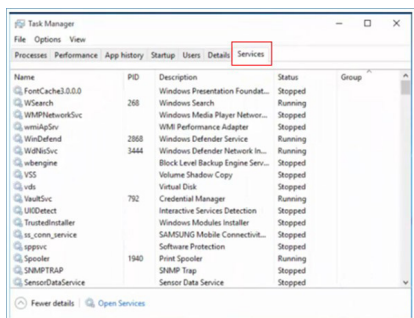 Task Manager
File Options View
Processes Performance App history Startup Users Details Services
Name PID Description Status Group
FontCache3.0.0.0 Windows Presentation Foundat... Stopped
WSearch 268 Windows Search Running
WMPNetworkSvc Windows Media Player Networ... Stopped
wmiApSrv WMI Performance Adapter Stopped
WinDefend 2868 Windows Defender Service Running
WdNisSvc 3444 Windows Defender Network In... Running
wbengine Block Level Backup Engine Serv... Stopped
VSS Volume Shadow Copy Stopped
vds Virtual Disk Stopped
VaultSvc 792 Credential Manager Running
UI0Detect Interactive Services Detection Stopped
TrustedInstaller Windows Modules Installer Stopped
ss_conn_service SAMSUNG Mobile Connectivit... Stopped
sppsvc Software Protection Stopped
Spooler 1940 Print Spooler Running
SNMPTRAP SNMP Trap Stopped
SensorDataService Sensor Data Service Stopped
Fewer details Open Services